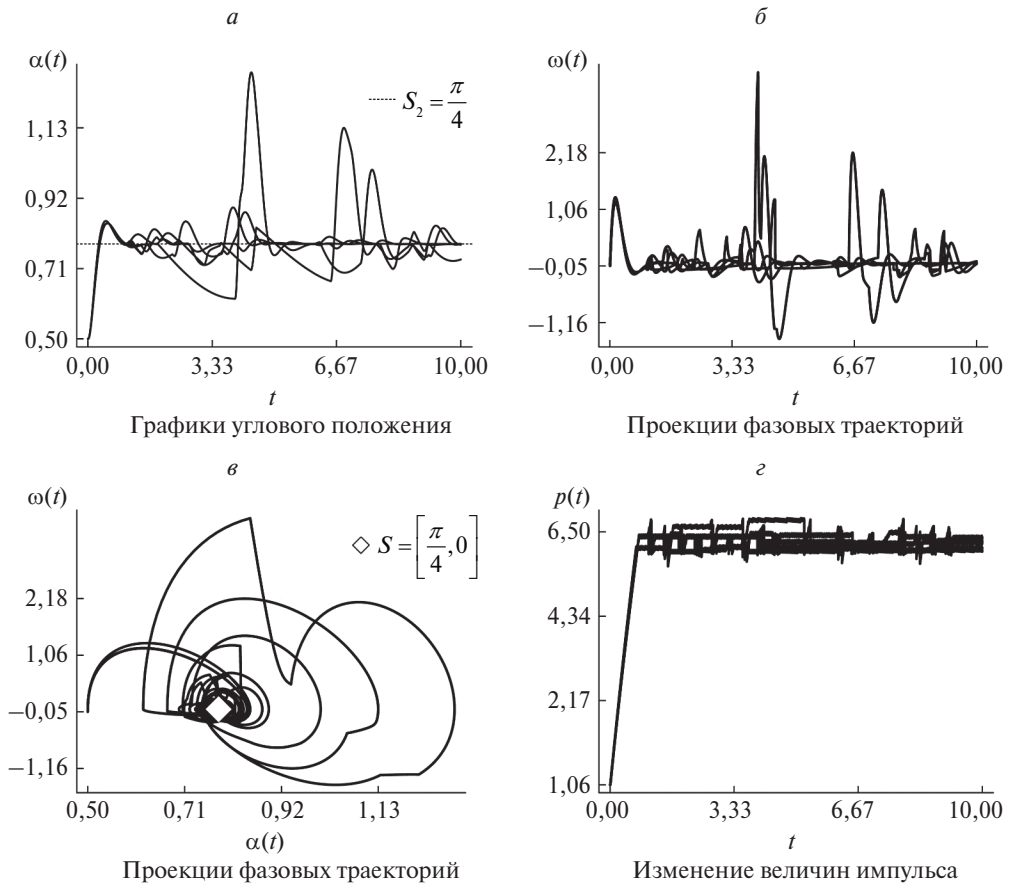 а
α(t)
1,13
0,92
0,71
0,50
S₂ = π/4
0,00 3,33 6,67 10,00
t
Графики углового положения
б
ω(t)
2,18
1,06
−0,05
−1,16
0,00 3,33 6,67 10,00
t
Проекции фазовых траекторий
в
ω(t)
2,18
1,06
−0,05
−1,16
S = [π/4, 0]
0,50 0,71 0,92 1,13
α(t)
Проекции фазовых траекторий
г
p(t)
6,50
4,34
2,17
1,06
0,00 3,33 6,67 10,00
t
Изменение величин импульса